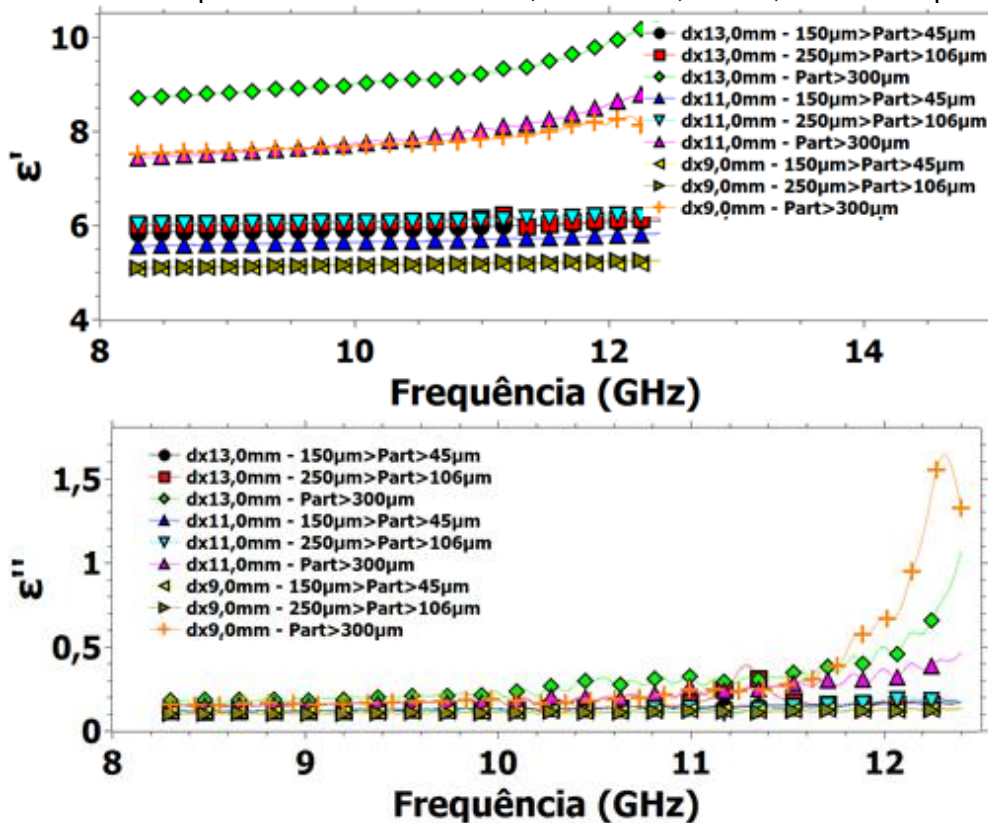 10
8
6
4
ε'
dx13,0mm - 150µm>Part>45µm
dx13,0mm - 250µm>Part>106µm
dx13,0mm - Part>300µm
dx11,0mm - 150µm>Part>45µm
dx11,0mm - 250µm>Part>106µm
dx11,0mm - Part>300µm
dx9,0mm - 150µm>Part>45µm
dx9,0mm - 250µm>Part>106µm
dx9,0mm - Part>300µm
8 10 12 14
Frequência (GHz)
1,5
1
0,5
0
ε''
dx13,0mm - 150µm>Part>45µm
dx13,0mm - 250µm>Part>106µm
dx13,0mm - Part>300µm
dx11,0mm - 150µm>Part>45µm
dx11,0mm - 250µm>Part>106µm
dx11,0mm - Part>300µm
dx9,0mm - 150µm>Part>45µm
dx9,0mm - 250µm>Part>106µm
dx9,0mm - Part>300µm
8 9 10 11 12
Frequência (GHz)